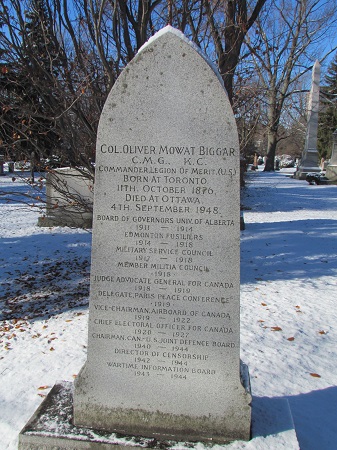 COL. OLIVER MOWAT BIGGAR
C.M.G. K.C.
COMMANDER LEGION OF MERIT (U.S)
BORN AT TORONTO
11TH. OCTOBER 1876.
DIED AT OTTAWA
4TH. SEPTEMBER 1948.
BOARD OF GOVERNORS UNIV. OF ALBERTA
1911 — 1914
EDMONTON FUSILIERS
1914 — 1918
MILITARY SERVICE COUNCIL
1917 — 1918
MEMBER MILITIA COUNCIL
1918
JUDGE ADVOCATE GENERAL FOR CANADA
1918 — 1919
DELEGATE, PARIS PEACE CONFERENCE
1919
VICE-CHAIRMAN, AIR BOARD OF CANADA
1919 — 1922
CHIEF ELECTORAL OFFICER FOR CANADA
1920 — 1927
CHAIRMAN, CAN.-U.S. JOINT DEFENCE BOARD
1940 — 1944
DIRECTOR OF CENSORSHIP
1942 — 1944
WARTIME INFORMATION BOARD
1943 — 1944